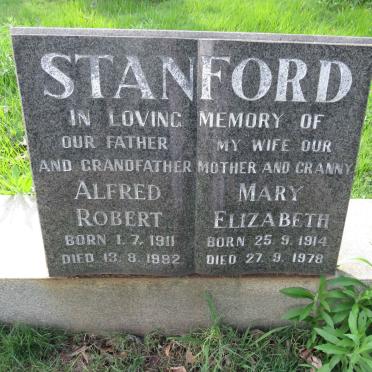 STANFORD
IN LOVING MEMORY OF
OUR FATHER
AND GRANDFATHER
ALFRED
ROBERT
BORN 1.7.1911
DIED 13.8.1982
MY WIFE OUR
MOTHER AND GRANNY
MARY
ELIZABETH
BORN 25.9.1914
DIED 27.9.1978